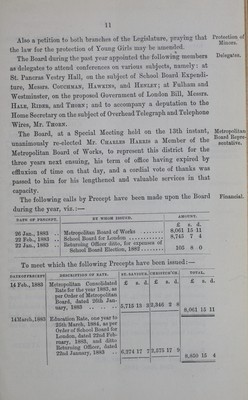 11
Also a petition to both branches of the Legislature, praying that
the law for the protection of Young Girls may be amended.
Protection of
Minors.
The Board during the past year appointed the following members
as delegates to attend conferences on various subjects, namely: at
St. Pancras Vestry Hall, on the subject of School Board Expendi-
ture, Messrs. COUCHMAN, HAWKINS, and HENLEY; at Fulham and
Westminster, on the proposed Government of London Bill, Messrs.
HALE, RIDER, and THORN; and to accompany a deputation to the
Home Secretary on the subject of Overhead Telegraph and Telephone
Wires, Mr. THORN.
Delegates.
The Board, at a Special Meeting held on the 13th instant,
unanimously re-elected Mr. CHARLES HARRIS a Member of the
Metropolitan Board of Works, to represent this district for the
three years next ensuing, his term of office having expired by
effluxion of time on that day, and a cordial vote of thanks was
passed to him for his lengthened and valuable services in that
capacity.
Metropolitan
Board Repre-
sentative.
The following calls by Precept have been made upon the Board
during the year, viz.:—
Financial.
DATE OF PRECEPT. BY WHOM ISSUED. AMOUNT.
£ s. d.
26 Jan., 1883 .. Metropolitan Board of Works 8,061 15 11
22 Feb., 1883 .. School Board for London 8,745 7 4
22 Jan., 1883 .. Returning Officer ditto, for expenses of
School Board Election, 1882 105 8 0
To meet which the following Precepts have been issued:—
DATE OF PRECEPT. DESCRIPTION OF RATE. ST. SAVIOUR. CHRISTCHURCH. TOTAL.
£ s. d. £ s. d. £ s. d.
14 Feb., 1883 Metropolitan Consolidated
Rate for the year 1883, as
per Order of Metropolitan
Board, dated 26th Jan-
uary, 1883 5,715 13 3 2,346 2 8
8,061 15 11
14 March, 1883 Education Rate, one year to
25th March, 1884, as per
Order of School Board for
London, dated 22nd Feb-
ruary, 1883, and ditto
Returning Officer, dated
22nd January, 1883 6,274 17 7 2,575 17 9
8,850 15 4